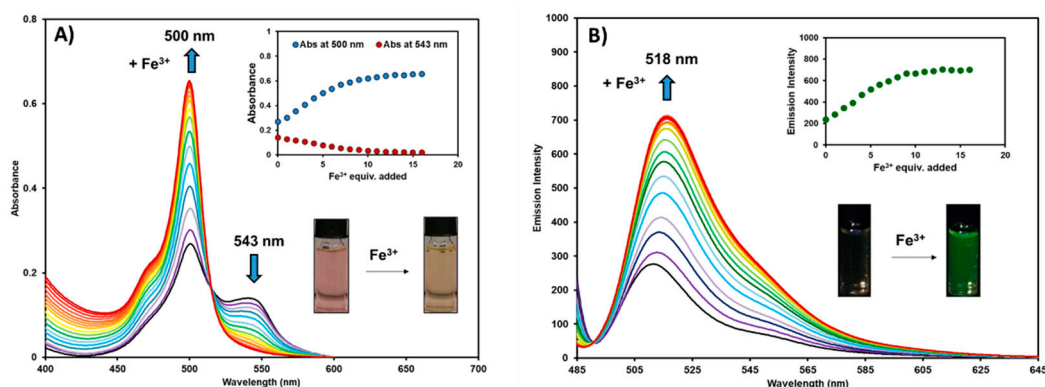 A)
500 nm
+ Fe³⁺
543 nm
Fe³⁺
Absorbance
0.8
0.6
0.4
0.2
0
400
450
500
550
600
650
700
Wavelength (nm)
Abs at 500 nm
Abs at 543 nm
Absorbance
1
0.8
0.6
0.4
0.2
0
0
5
10
15
20
Fe³⁺ equiv. added
B)
518 nm
+ Fe³⁺
Fe³⁺
Emission Intensity
1000
900
800
700
600
500
400
300
200
100
0
485
505
525
545
565
585
605
625
645
Wavelength (nm)
Emission Intensity
1000
800
600
400
200
0
0
10
20
Fe³⁺ equiv. added